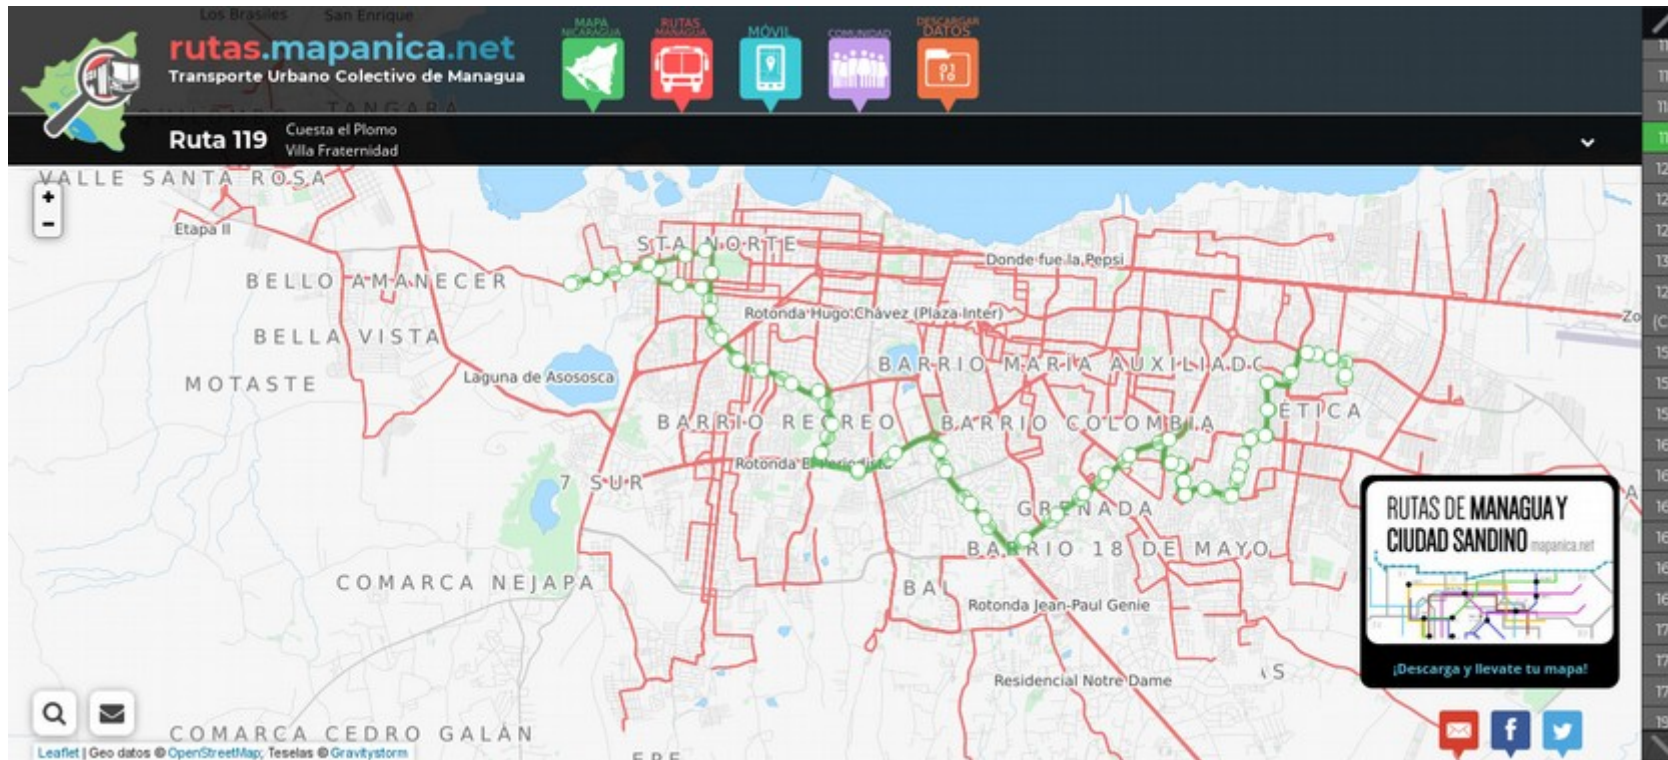 Los Brasiles
San Enrique
TANGARA
rutas.mapanica.net
Transporte Urbano Colectivo de Managua
MAPA
NICARAGUA
RUTAS
MANAGUA
MÓVIL
COMUNIDAD
DESCARGAR
DATOS
Ruta 119
Cuesta el Plomo
Villa Fraternidad
+
-
VALLE SANTA ROSA
Etapa II
STA NORTE
Donde fue la Pepsi
BELLO AMANECER
Rotonda Hugo Chávez (Plaza Inter)
BELLA VISTA
BARRIO MARÍA AUXILIADO
Laguna de Asososca
MOTASTE
BARRIO RECREO
BARRIO COLOMBIA
ÉTICA
Rotonda El Periodista
7 SUR
GRENADA
BARRIO 18 DE MAYO
COMARCA NEJAPA
BAL
Rotonda Jean-Paul Genie
Residencial Notre Dame
COMARCA CEDRO GALÁN
RUTAS DE MANAGUA Y
CIUDAD SANDINO mapanica.net
¡Descarga y llevate tu mapa!
Leaflet | Geo datos © OpenStreetMap; Teselas © Gravitystorm